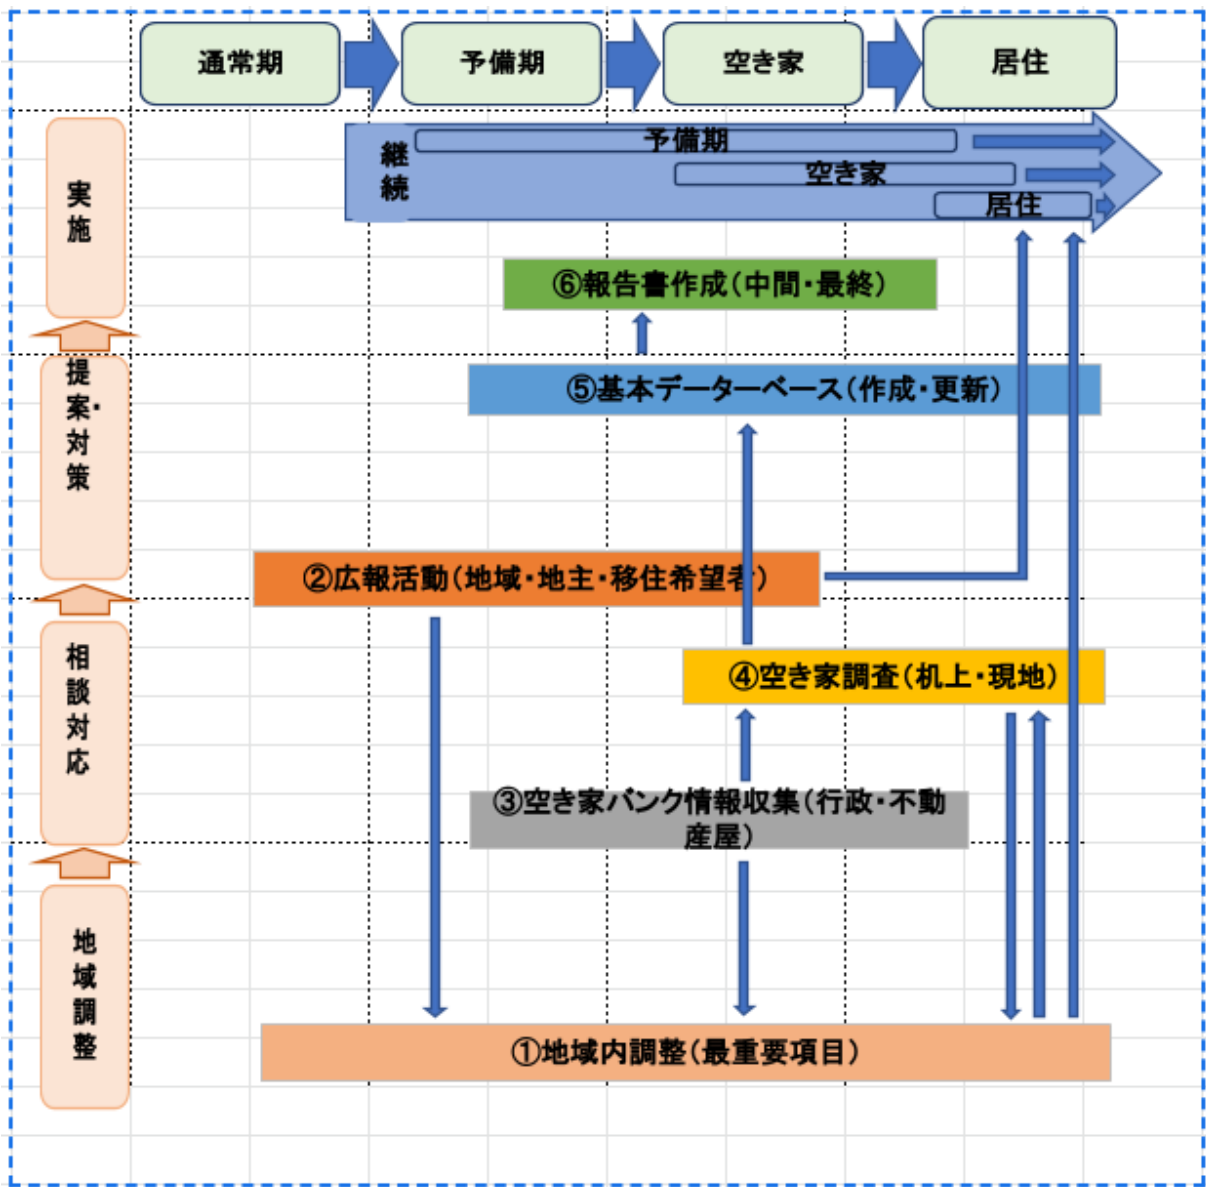 通常期
予備期
空き家
居住
実施
継続
予備期
空き家
居住
⑥報告書作成(中間・最終)
提案・対策
⑤基本データーベース(作成・更新)
②広報活動(地域・地主・移住希望者)
相談対応
④空き家調査(机上・現地)
③空き家バンク情報収集(行政・不動
産屋)
地域調整
①地域内調整(最重要項目)